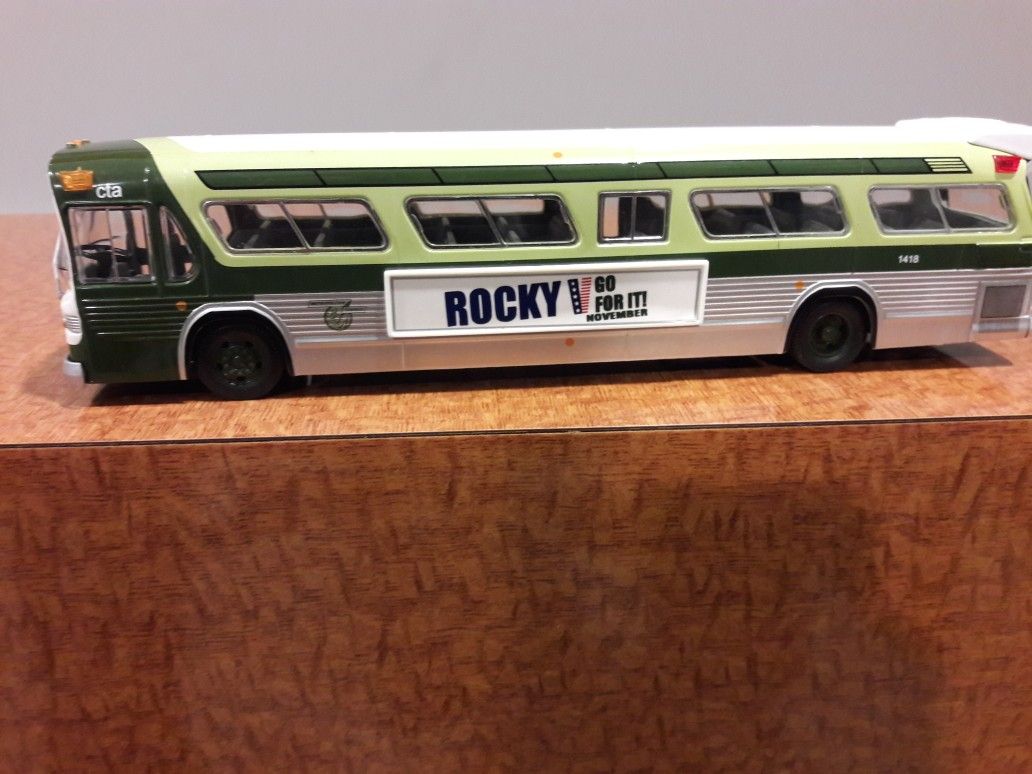 cta
1418
ROCKY V GO
FOR IT!
NOVEMBER